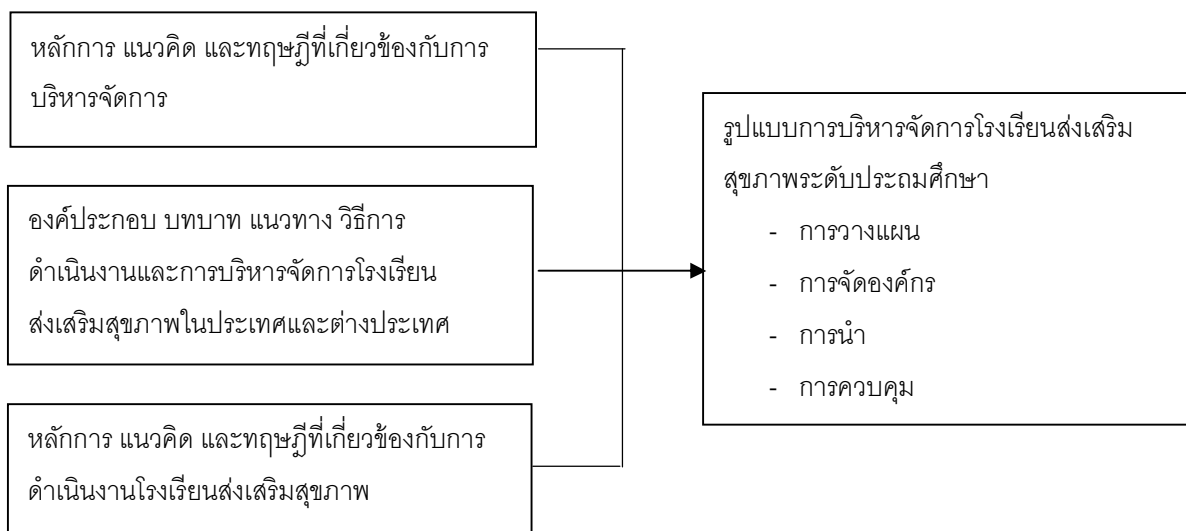 หลักการ แนวคิด และทฤษฎีที่เกี่ยวข้องกับการ
บริหารจัดการ
องค์ประกอบ บทบาท แนวทาง วิธีการ
ดำเนินงานและการบริหารจัดการโรงเรียน
ส่งเสริมสุขภาพในประเทศและต่างประเทศ
หลักการ แนวคิด และทฤษฎีที่เกี่ยวข้องกับการ
ดำเนินงานโรงเรียนส่งเสริมสุขภาพ
รูปแบบการบริหารจัดการโรงเรียนส่งเสริม
สุขภาพระดับประถมศึกษา
- การวางแผน
- การจัดองค์กร
- การนำ
- การควบคุม